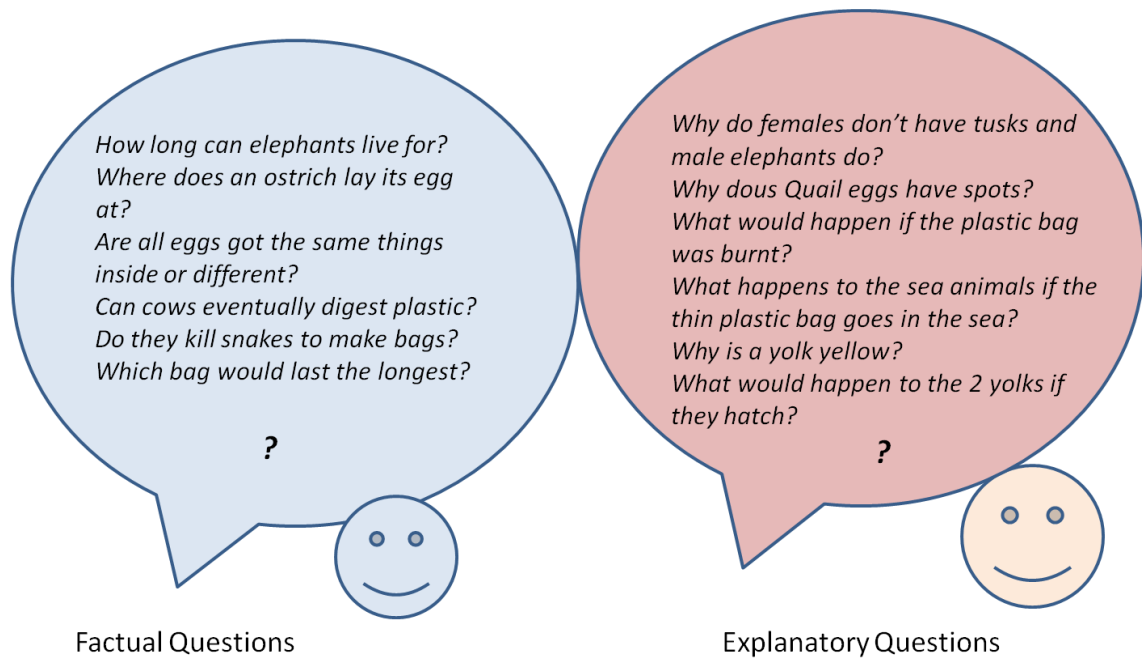 How long can elephants live for?
Where does an ostrich lay its egg
at?
Are all eggs got the same things
inside or different?
Can cows eventually digest plastic?
Do they kill snakes to make bags?
Which bag would last the longest?
?
Why do females don’t have tusks and
male elephants do?
Why dous Quail eggs have spots?
What would happen if the plastic bag
was burnt?
What happens to the sea animals if the
thin plastic bag goes in the sea?
Why is a yolk yellow?
What would happen to the 2 yolks if
they hatch?
?
Factual Questions
Explanatory Questions